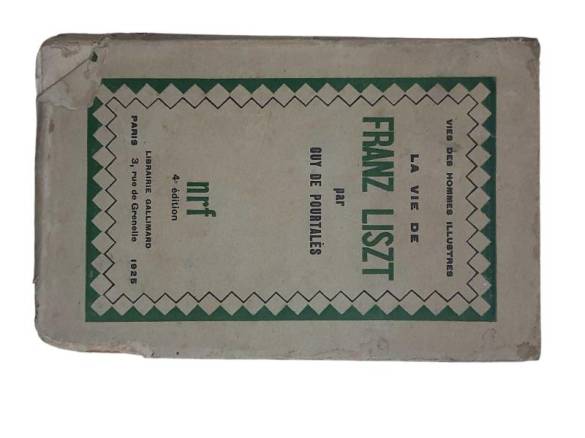 VIES DES HOMMES ILLUSTRES
LA VIE DE
FRANZ LISZT
par
GUY DE POURTALÈS
nrf
4e édition
LIBRAIRIE GALLIMARD
PARIS 3, rue de Grenelle 1925